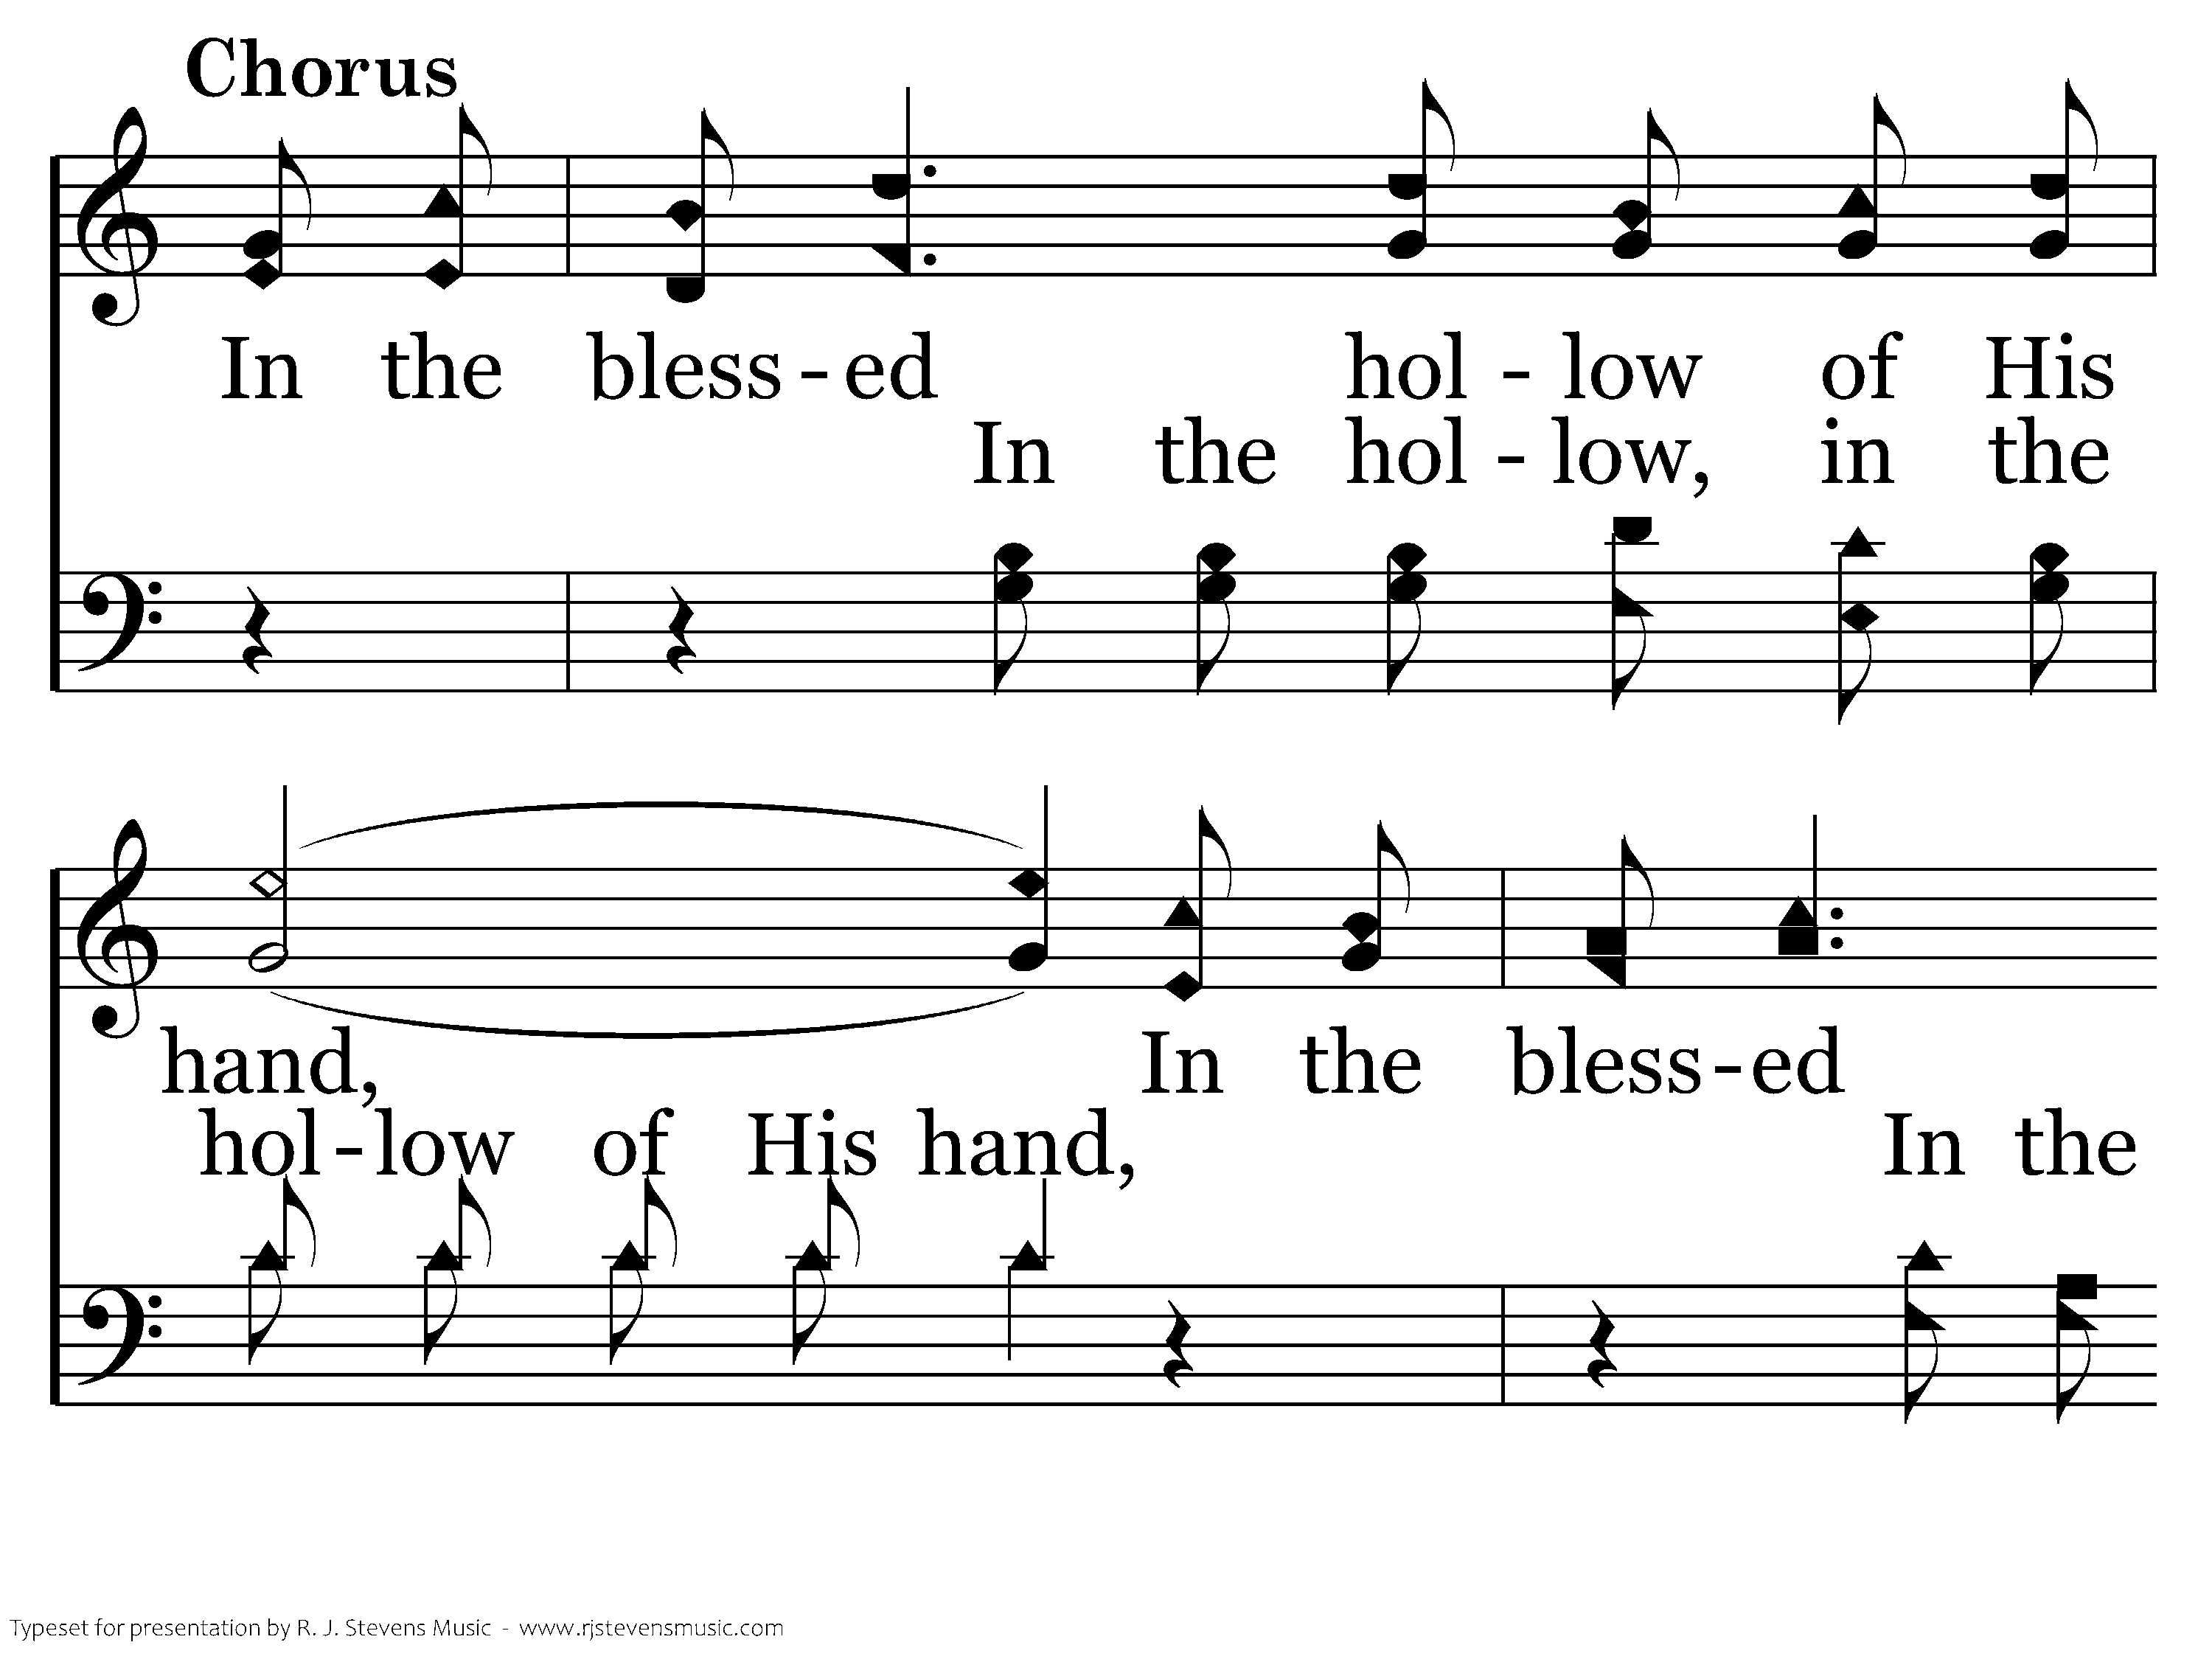 Chorus
In the bless - ed hol - low of His
In the hol - low, in the
hand, In the bless - ed
hol - low of His hand, In the
Typeset for presentation by R. J. Stevens Music - www.rjstevensmusic.com